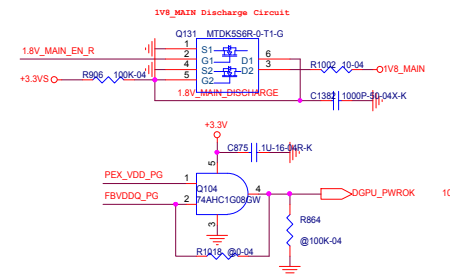 1V8_MAIN Discharge Circuit
Q131 MTDK5S6R-0-T1-G
1.8V_MAIN_EN_R
1 S1 D1 6
2 G1 D2 3
4 S2
5 G2
+3.3VS R906 100K-04
1.8V_MAIN_DISCHARGE
R1002 10-04 1V8_MAIN
C1382 1000P-50-04X-K
+3.3V
C875 .1U-16-04R-K
5
PEX_VDD_PG 1
Q104 4
FBVDDQ_PG 2 74AHC1G08GW
DGPU_PWROK 10
3
R864
R1018 @0-04
@100K-04